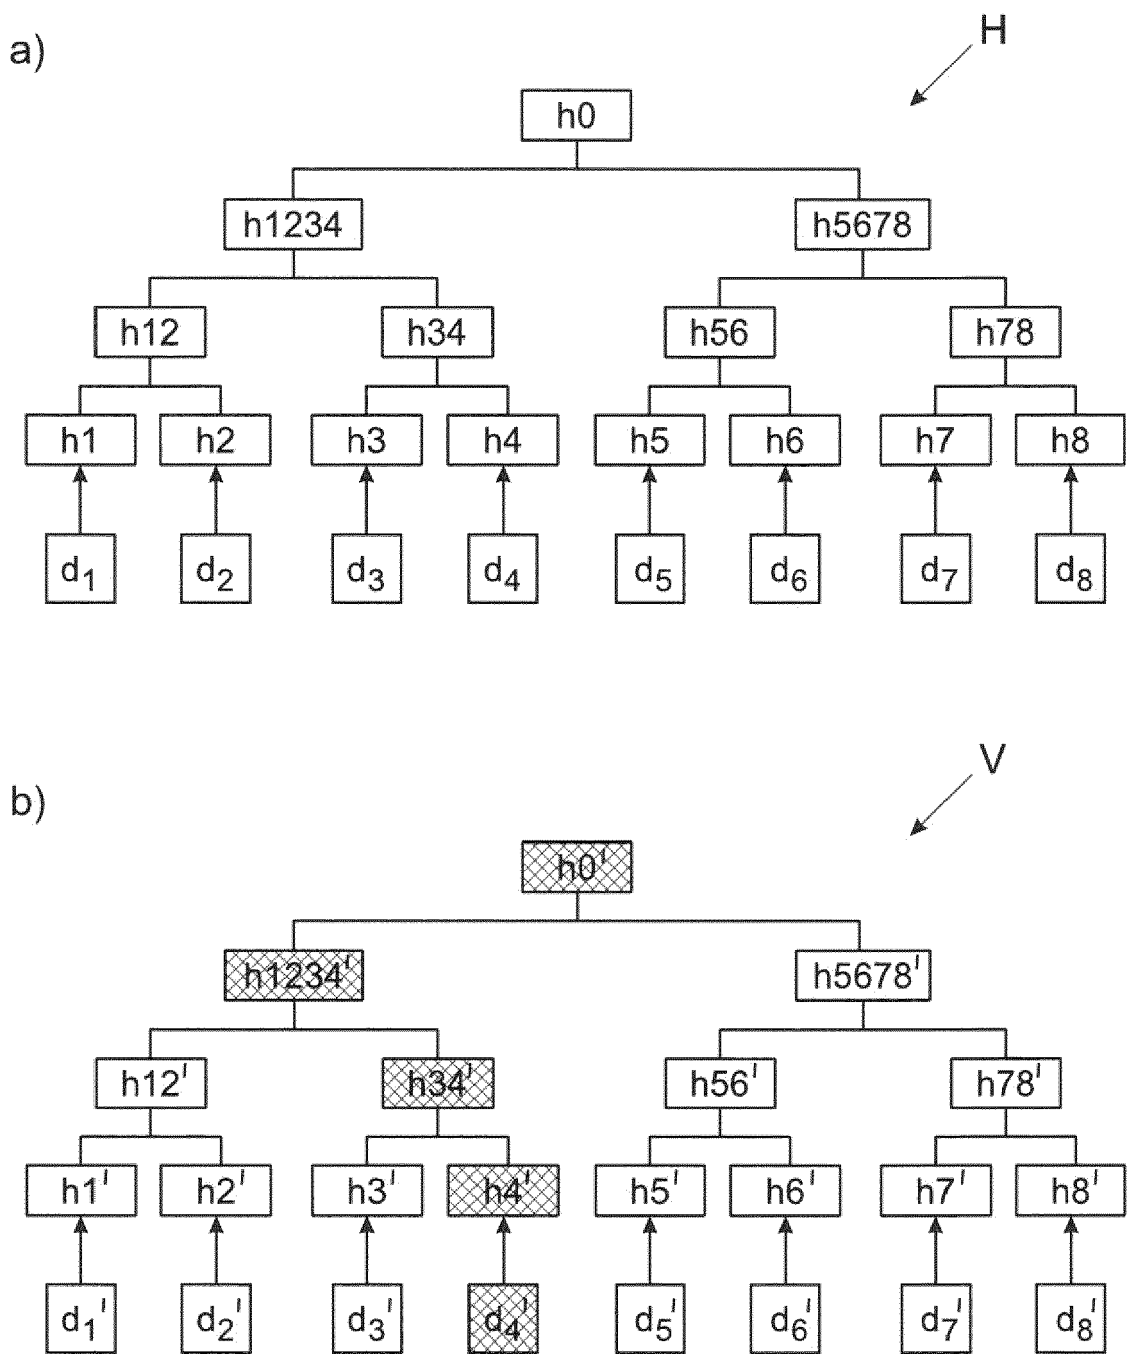 a)
H
h0
h1234 h5678
h12 h34 h56 h78
h1 h2 h3 h4 h5 h6 h7 h8
d1 d2 d3 d4 d5 d6 d7 d8
V
b)
h0'
h1234' h5678'
h12' h34' h56' h78'
h1' h2' h3' h4' h5' h6' h7' h8'
d1' d2' d3' d4' d5' d6' d7' d8'